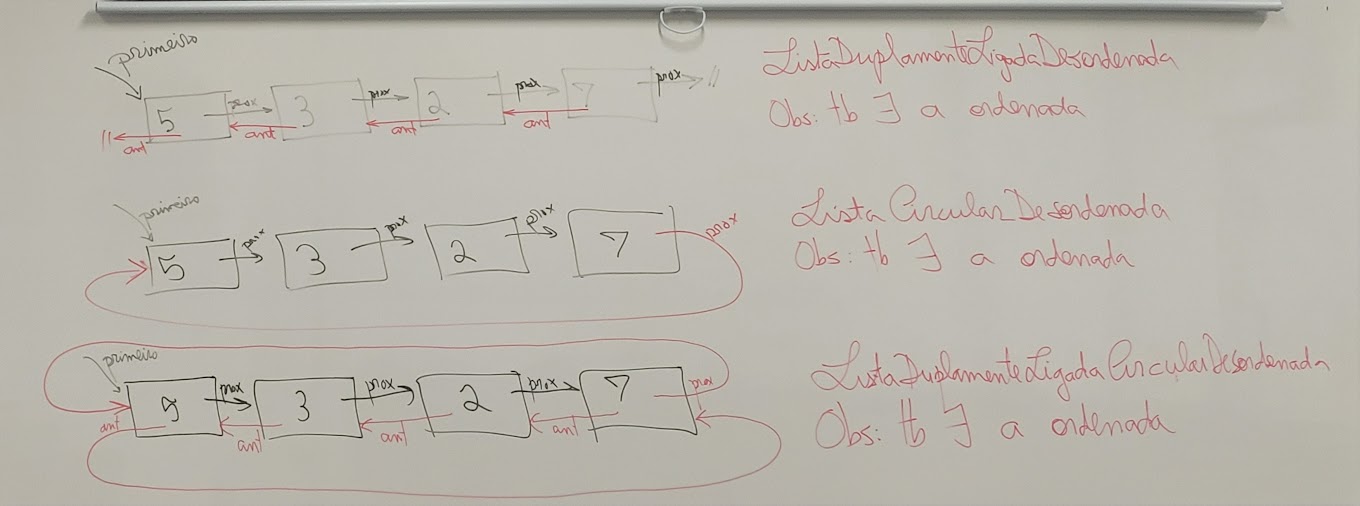 primeiro
5 prox 3 prox 2 prox 7 prox //
// ant ant ant ant
ListaDuplamenteLigadaDesordenada
Obs: tb ∃ a ordenada
primeiro
5 prox 3 prox 2 prox 7 prox
ListaCircularDesordenada
Obs: tb ∃ a ordenada
primeiro
5 prox 3 prox 2 prox 7 prox
ant ant ant ant
ListaDuplamenteLigadaCircularDesordenada
Obs: tb ∃ a ordenada